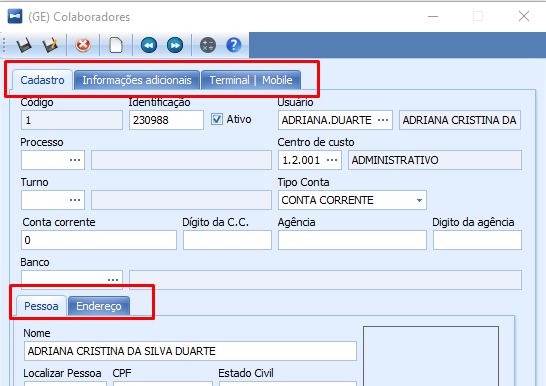 (GE) Colaboradores
Cadastro Informações adicionais Terminal | Mobile
Código Identificação Usuário
1 230988 Ativo ADRIANA.DUARTE ... ADRIANA CRISTINA DA
Processo Centro de custo
... 1.2.001 ... ADMINISTRATIVO
Turno Tipo Conta
... CONTA CORRENTE
Conta corrente Dígito da C.C. Agência Digito da agência
0
Banco
...
Pessoa Endereço
Nome
ADRIANA CRISTINA DA SILVA DUARTE
Localizar Pessoa CPF Estado Civil